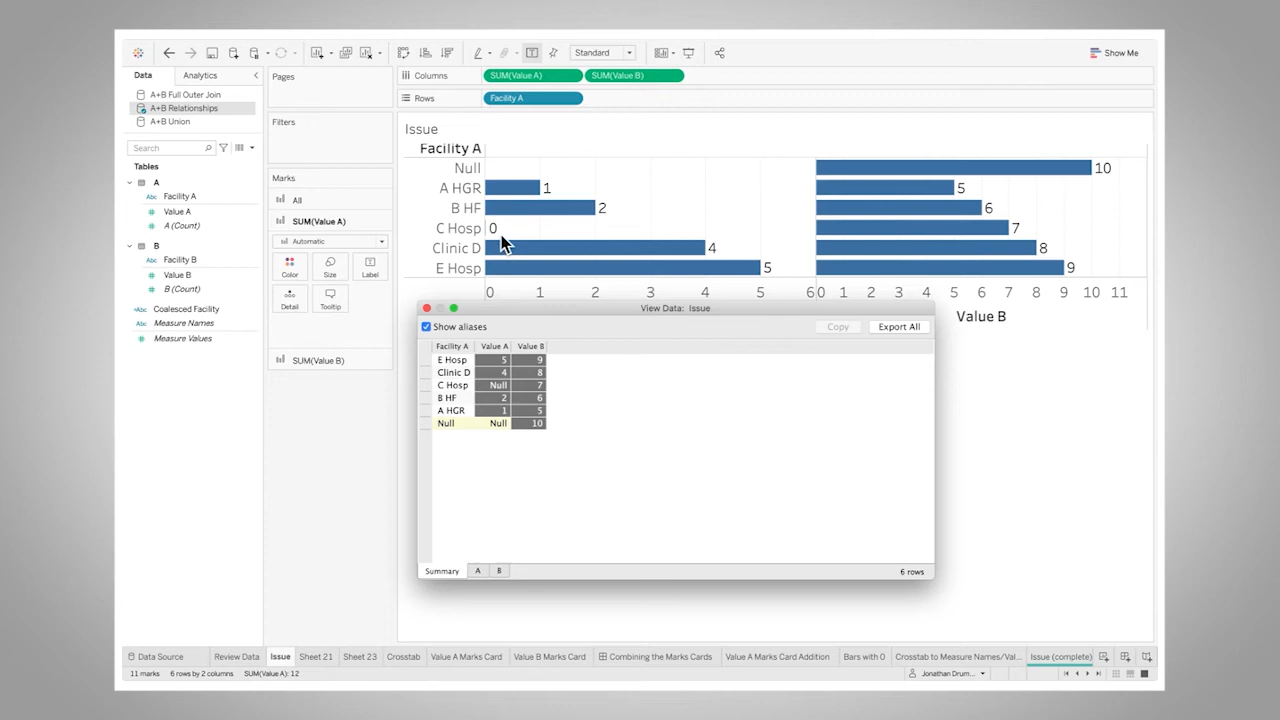 Standard
Show Me
Data
Analytics
A+B Full Outer Join
A+B Relationships
A+B Union
Search
Tables
A
Abc Facility A
# Value A
# A (Count)
B
Abc Facility B
# Value B
# B (Count)
=Abc Coalesced Facility
Abc Measure Names
# Measure Values
Pages
Filters
Marks
All
SUM(Value A)
Automatic
Color
Size
Label
Detail
Tooltip
SUM(Value B)
Columns SUM(Value A) SUM(Value B)
Rows Facility A
Issue
Facility A
Null 10
A HGR 1 5
B HF 2 6
C Hosp 0 7
Clinic D 4 8
E Hosp 5 9
0 1 2 3 4 5 6 0 1 2 3 4 5 6 7 8 9 10 11
Value B
View Data: Issue
Show aliases
Copy
Export All
Facility A Value A Value B
E Hosp 5 9
Clinic D 4 8
C Hosp Null 7
B HF 2 6
A HGR 1 5
Null Null 10
Summary A B 6 rows
Data Source Review Data Issue Sheet 21 Sheet 23 Crosstab Value A Marks Card Value B Marks Card Combining the Marks Cards Value A Marks Card Addition Bars with 0 Crosstab to Measure Names/Val... Issue (complete)
11 marks 6 rows by 2 columns SUM(Value A): 12 Jonathan Drum...